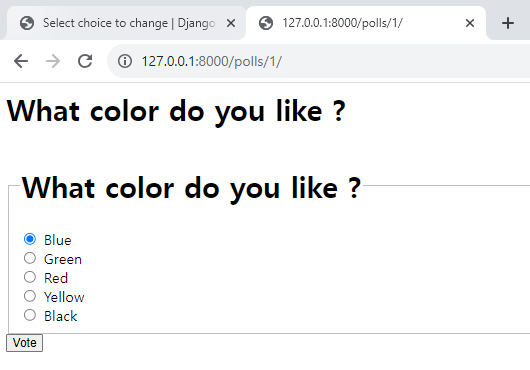 Select choice to change | Django
127.0.0.1:8000/polls/1/
127.0.0.1:8000/polls/1/
What color do you like ?
What color do you like ?
Blue
Green
Red
Yellow
Black
Vote